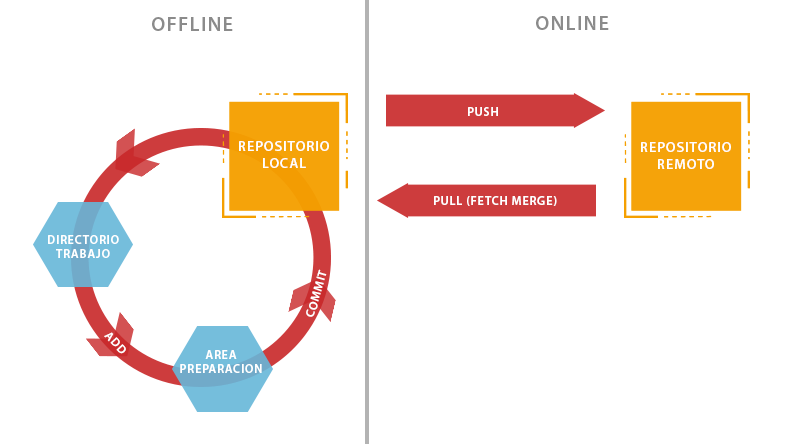 OFFLINE
ONLINE
REPOSITORIO
LOCAL
PUSH
REPOSITORIO
REMOTO
PULL (FETCH MERGE)
DIRECTORIO
TRABAJO
COMMIT
ADD
AREA
PREPARACION